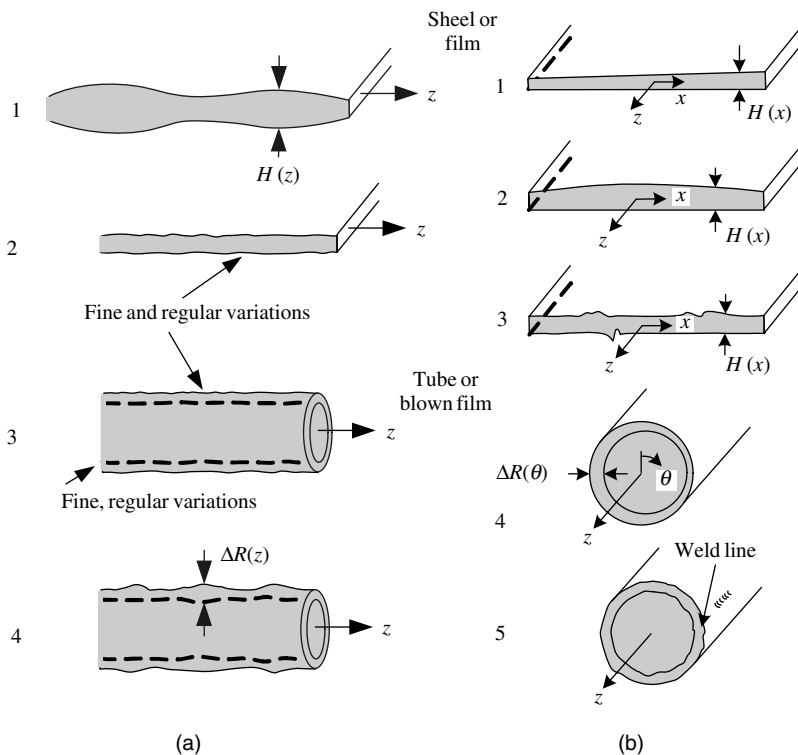 Sheel or
film
1
z
H (z)
2
z
Fine and regular variations
3
z
Fine, regular variations
ΔR(z)
4
z
(a)
1
x
z
H (x)
2
x
z
H (x)
3
x
z
H (x)
Tube or
blown film
ΔR(θ)
θ
z
4
Weld line
5
z
(b)